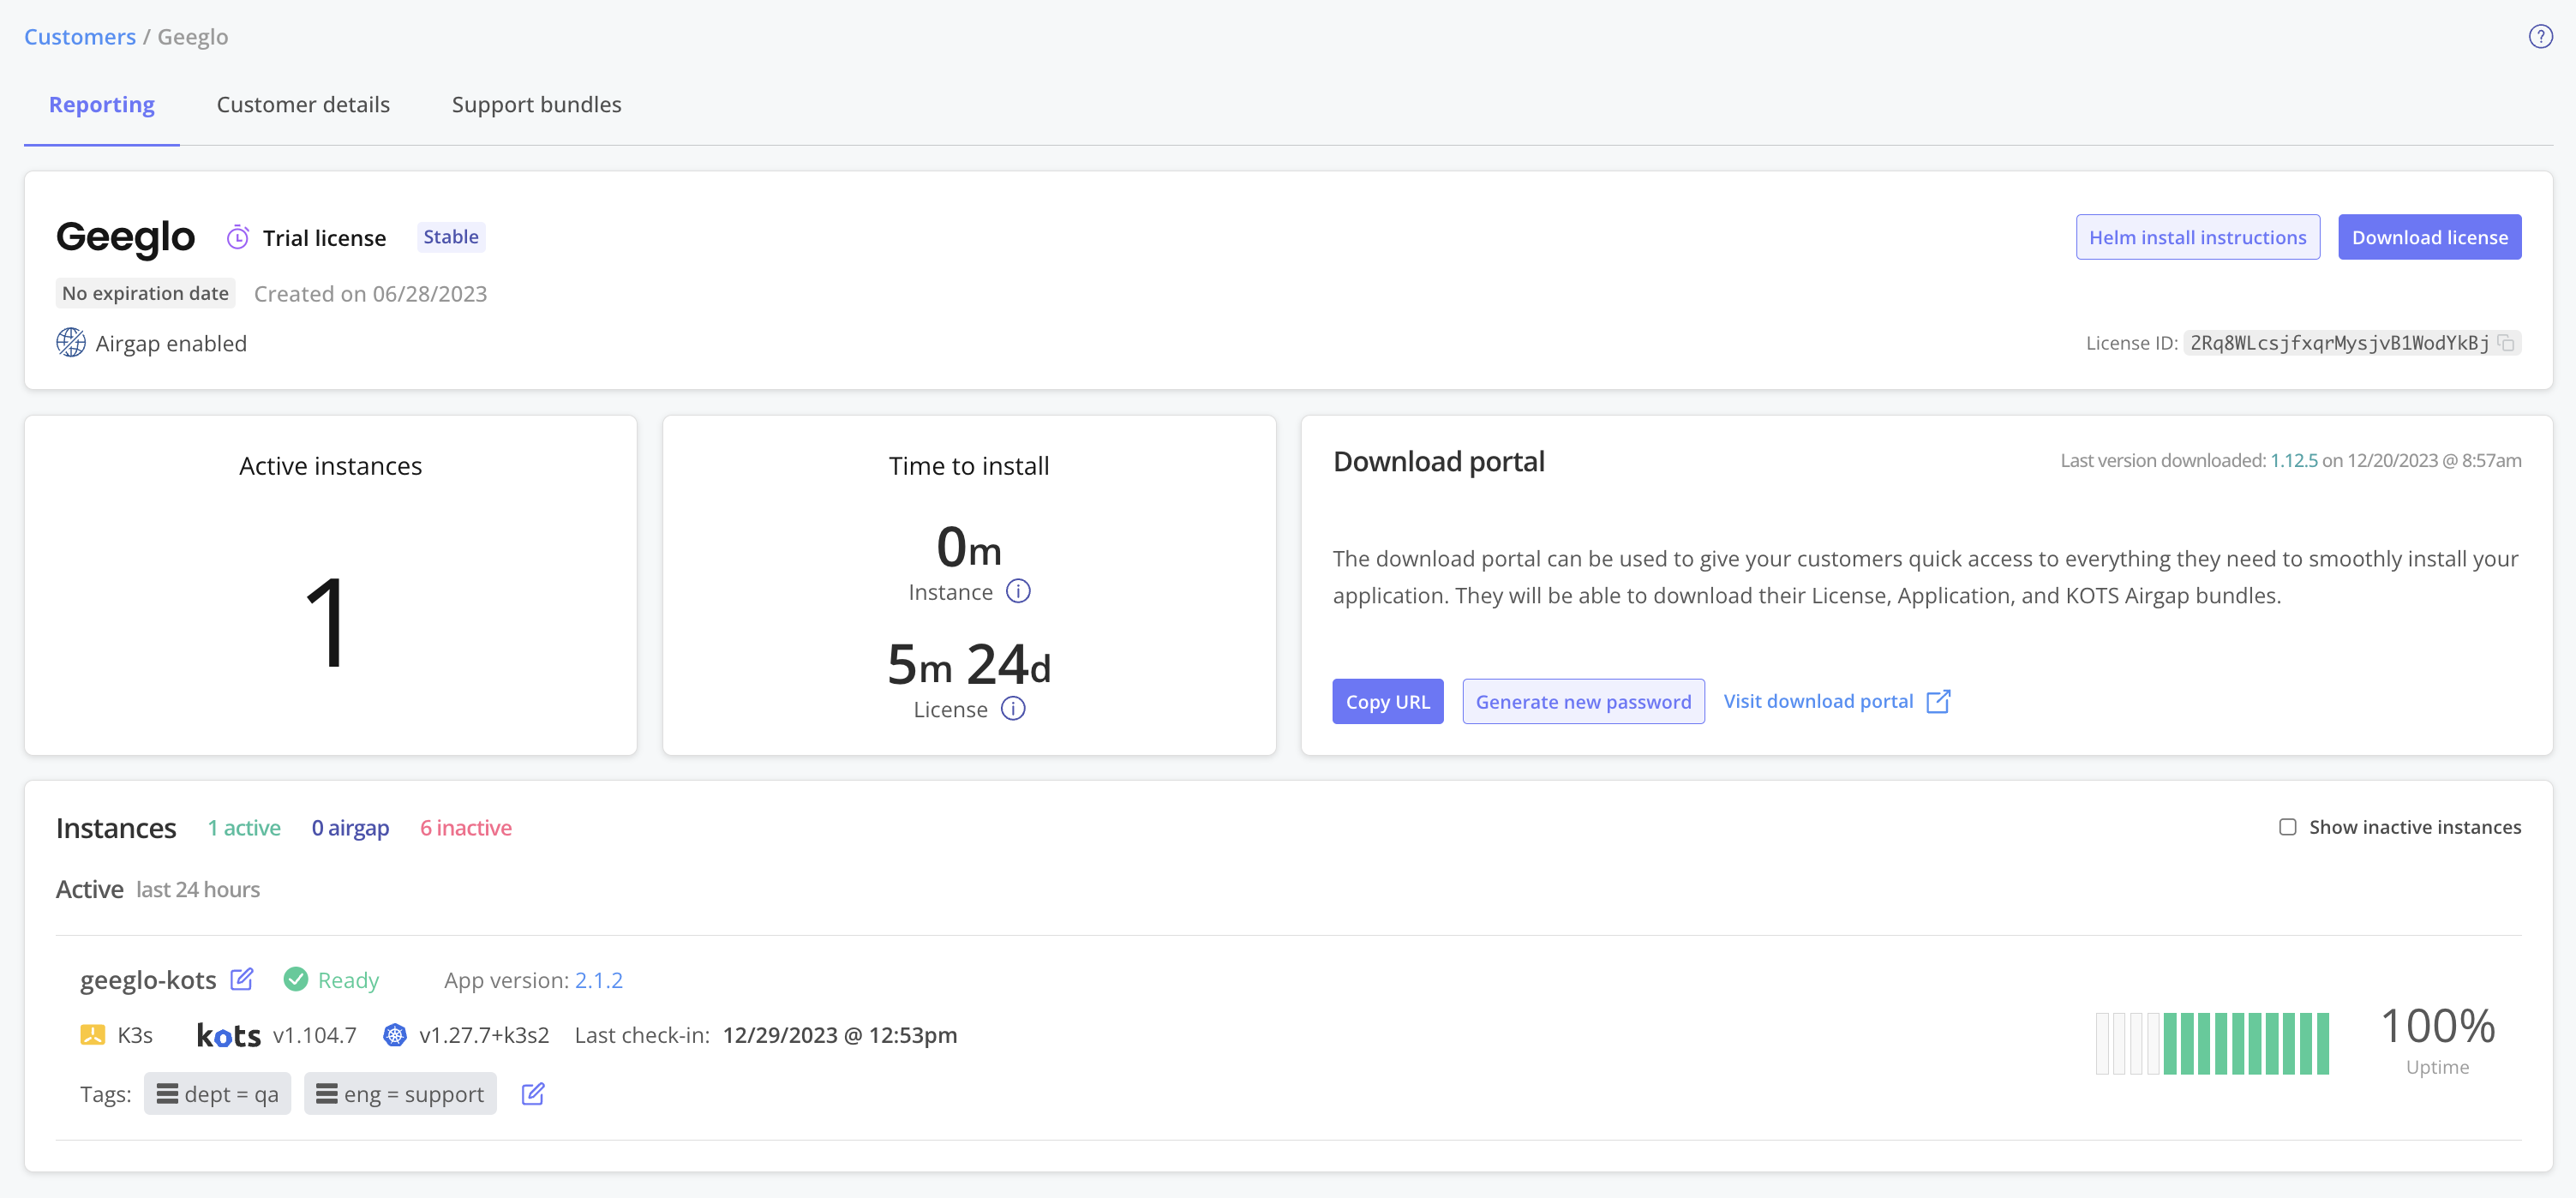 Customers / Geeglo
Reporting
Customer details
Support bundles
Geeglo
Trial license
Stable
Helm install instructions
Download license
No expiration date
Created on 06/28/2023
Airgap enabled
License ID: 2Rq8WLcsjfxqrMysjvB1WodYkBj
Active instances
1
Time to install
0m
Instance
5m 24d
License
Download portal
Last version downloaded: 1.12.5 on 12/20/2023 @ 8:57am
The download portal can be used to give your customers quick access to everything they need to smoothly install your
application. They will be able to download their License, Application, and KOTS Airgap bundles.
Copy URL
Generate new password
Visit download portal
Instances 1 active 0 airgap 6 inactive
Show inactive instances
Active last 24 hours
geeglo-kots
Ready
App version: 2.1.2
K3s
kots v1.104.7
v1.27.7+k3s2
Last check-in: 12/29/2023 @ 12:53pm
Tags: dept = qa eng = support
100%
Uptime